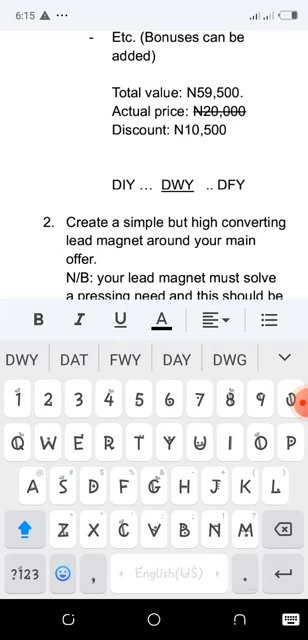 6:15
- Etc. (Bonuses can be
added)
Total value: N59,500.
Actual price: N20,000
Discount: N10,500
DIY ... DWY .. DFY
2. Create a simple but high converting
lead magnet around your main
offer.
N/B: your lead magnet must solve
a pressing need and this should be
B I U A
DWY DAT FWY DAY DWG
1 2 3 4 5 6 7 8 9 0
Q W E R T Y U I O P
@ # $ % & - + ( )
A S D F G H J K L
* " ' : ; ! ?
Z X C V B N M
?123 , English(US) .